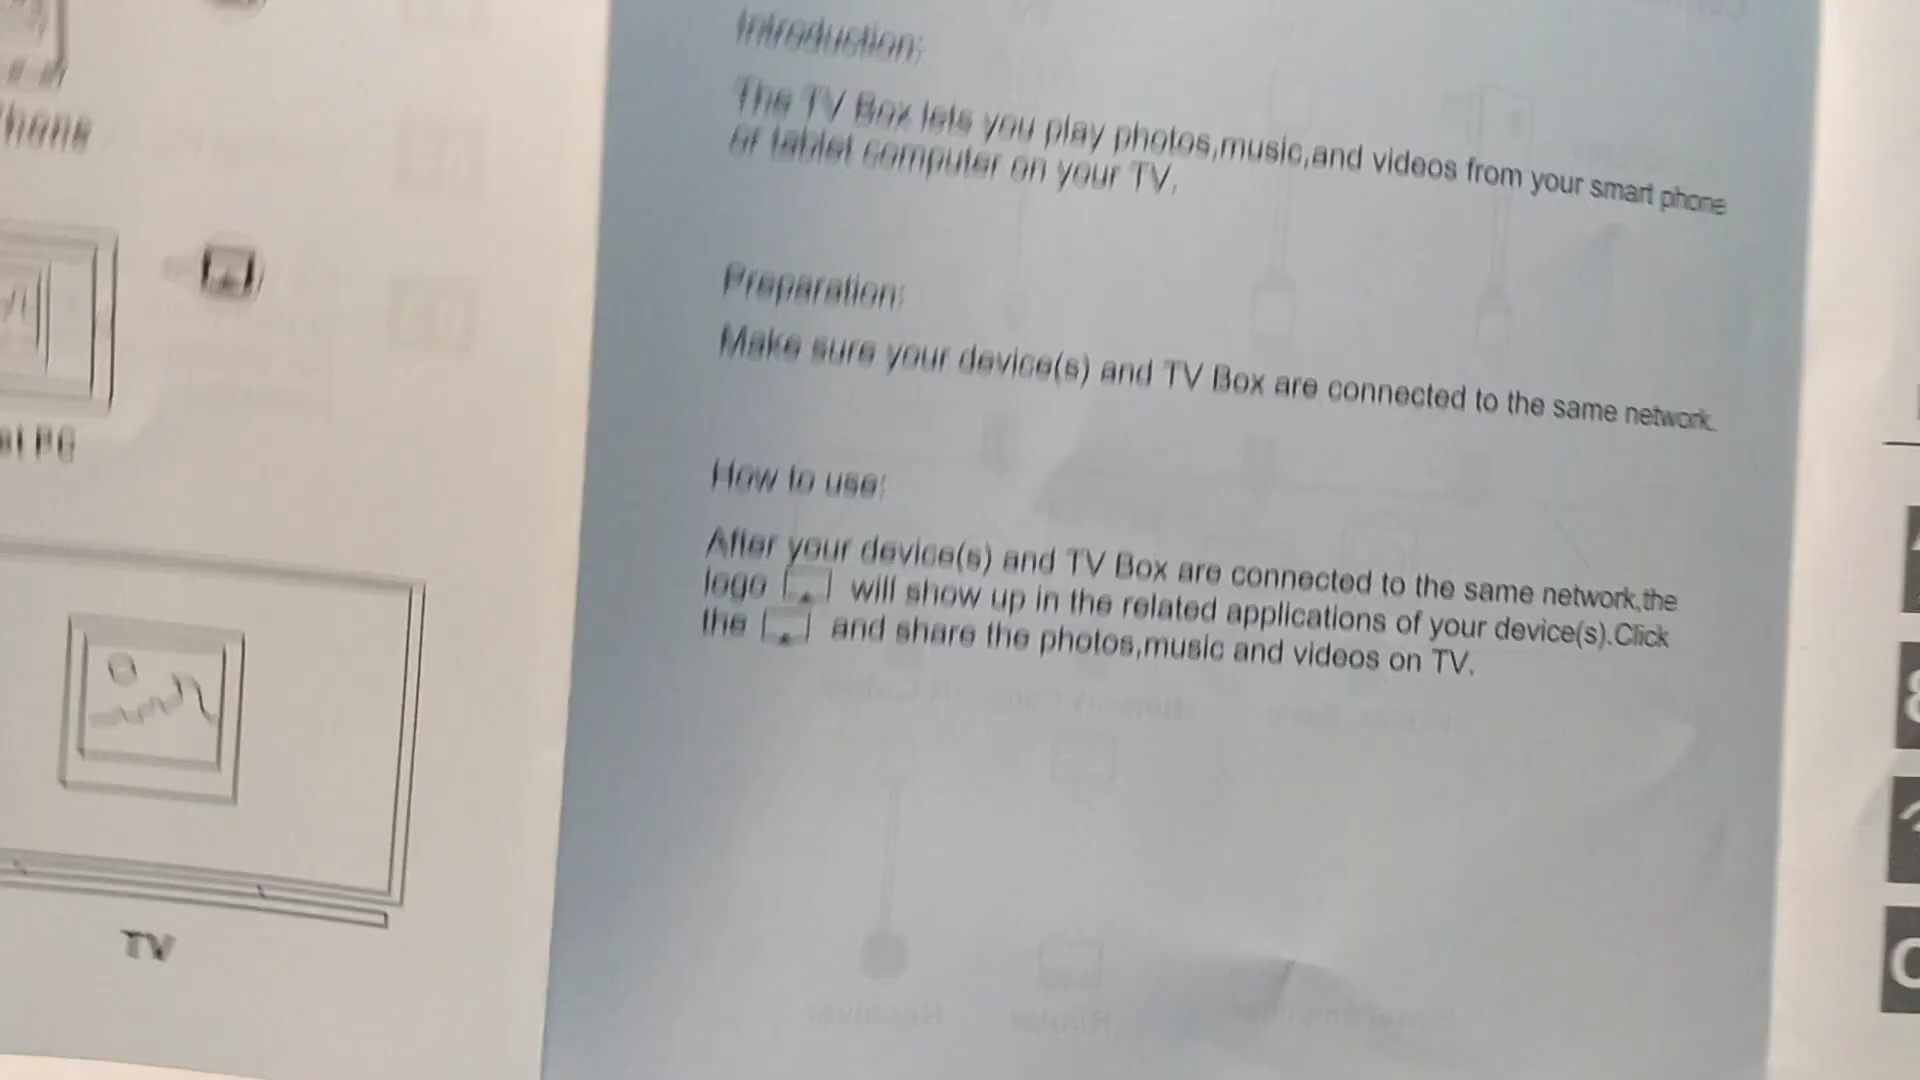 Introduction:
The TV Box lets you play photos,music,and videos from your smart phone
or tablet computer on your TV.
Preparation:
Make sure your device(s) and TV Box are connected to the same network.
How to use:
After your device(s) and TV Box are connected to the same network,the
logo will show up in the related applications of your device(s).Click
the and share the photos,music and videos on TV.
TV